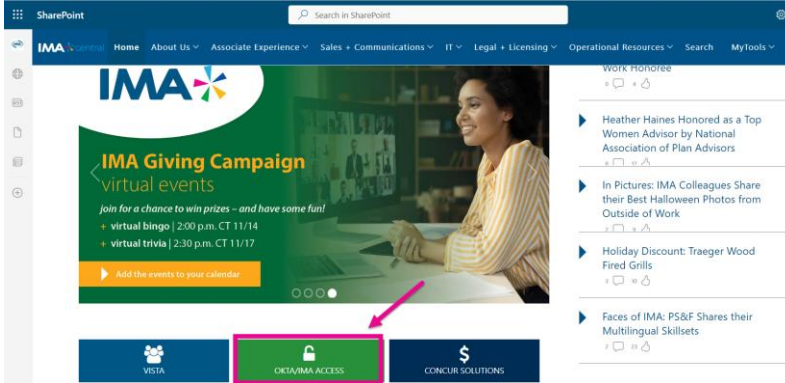 SharePoint
Search in SharePoint
IMA central Home About Us Associate Experience Sales + Communications IT Legal + Licensing Operational Resources Search MyTools
IMA
IMA Giving Campaign
virtual events
join for a chance to win prizes – and have some fun!
+ virtual bingo | 2:00 p.m. CT 11/14
+ virtual trivia | 2:30 p.m. CT 11/17
Add the events to your calendar
VISTA
OKTA/IMA ACCESS
$
CONCUR SOLUTIONS
Work Honoree
Heather Haines Honored as a Top
Women Advisor by National
Association of Plan Advisors
In Pictures: IMA Colleagues Share
their Best Halloween Photos from
Outside of Work
Holiday Discount: Traeger Wood
Fired Grills
Faces of IMA: PS&F Shares their
Multilingual Skillsets